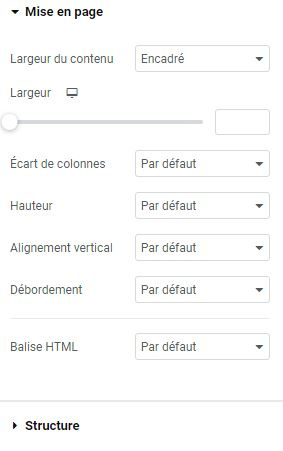 Mise en page
Largeur du contenu Encadré
Largeur
Écart de colonnes Par défaut
Hauteur Par défaut
Alignement vertical Par défaut
Débordement Par défaut
Balise HTML Par défaut
Structure